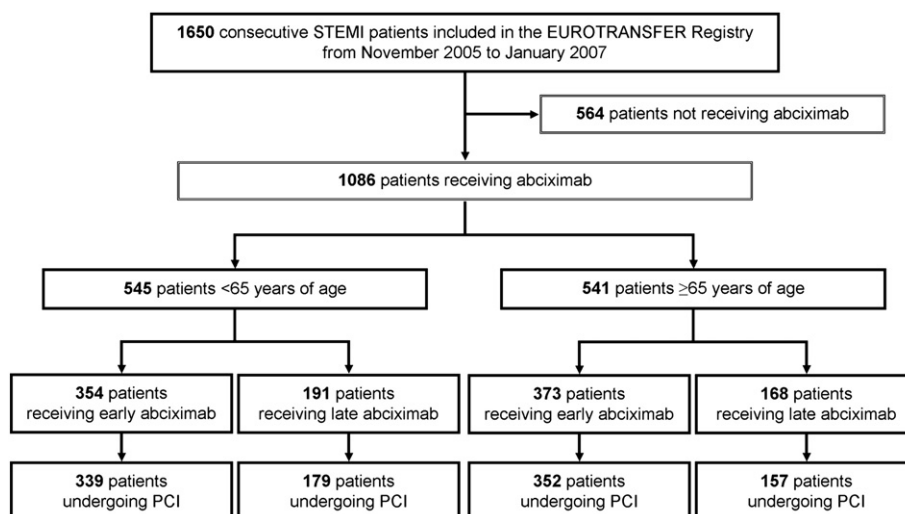 1650 consecutive STEMI patients included in the EUROTRANSFER Registry
from November 2005 to January 2007
564 patients not receiving abciximab
1086 patients receiving abciximab
545 patients <65 years of age
541 patients ≥65 years of age
354 patients
receiving early abciximab
191 patients
receiving late abciximab
373 patients
receiving early abciximab
168 patients
receiving late abciximab
339 patients
undergoing PCI
179 patients
undergoing PCI
352 patients
undergoing PCI
157 patients
undergoing PCI